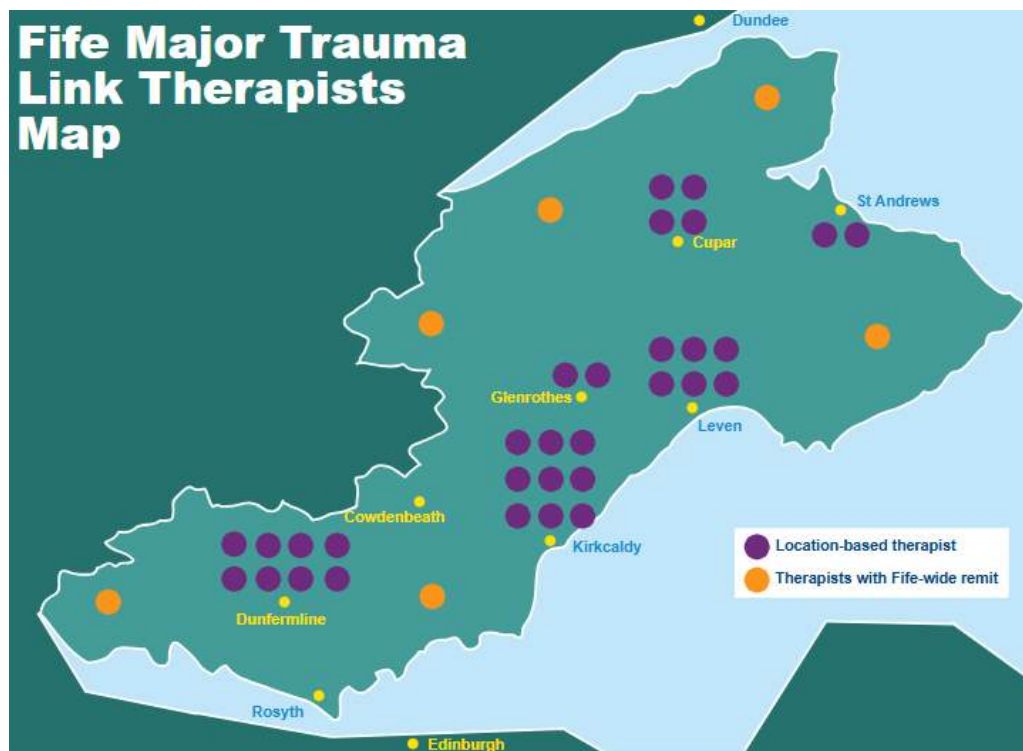 Fife Major Trauma
Link Therapists
Map
Dundee
St Andrews
Cupar
Glenrothes
Leven
Cowdenbeath
Kirkcaldy
Location-based therapist
Therapists with Fife-wide remit
Dunfermline
Rosyth
Edinburgh